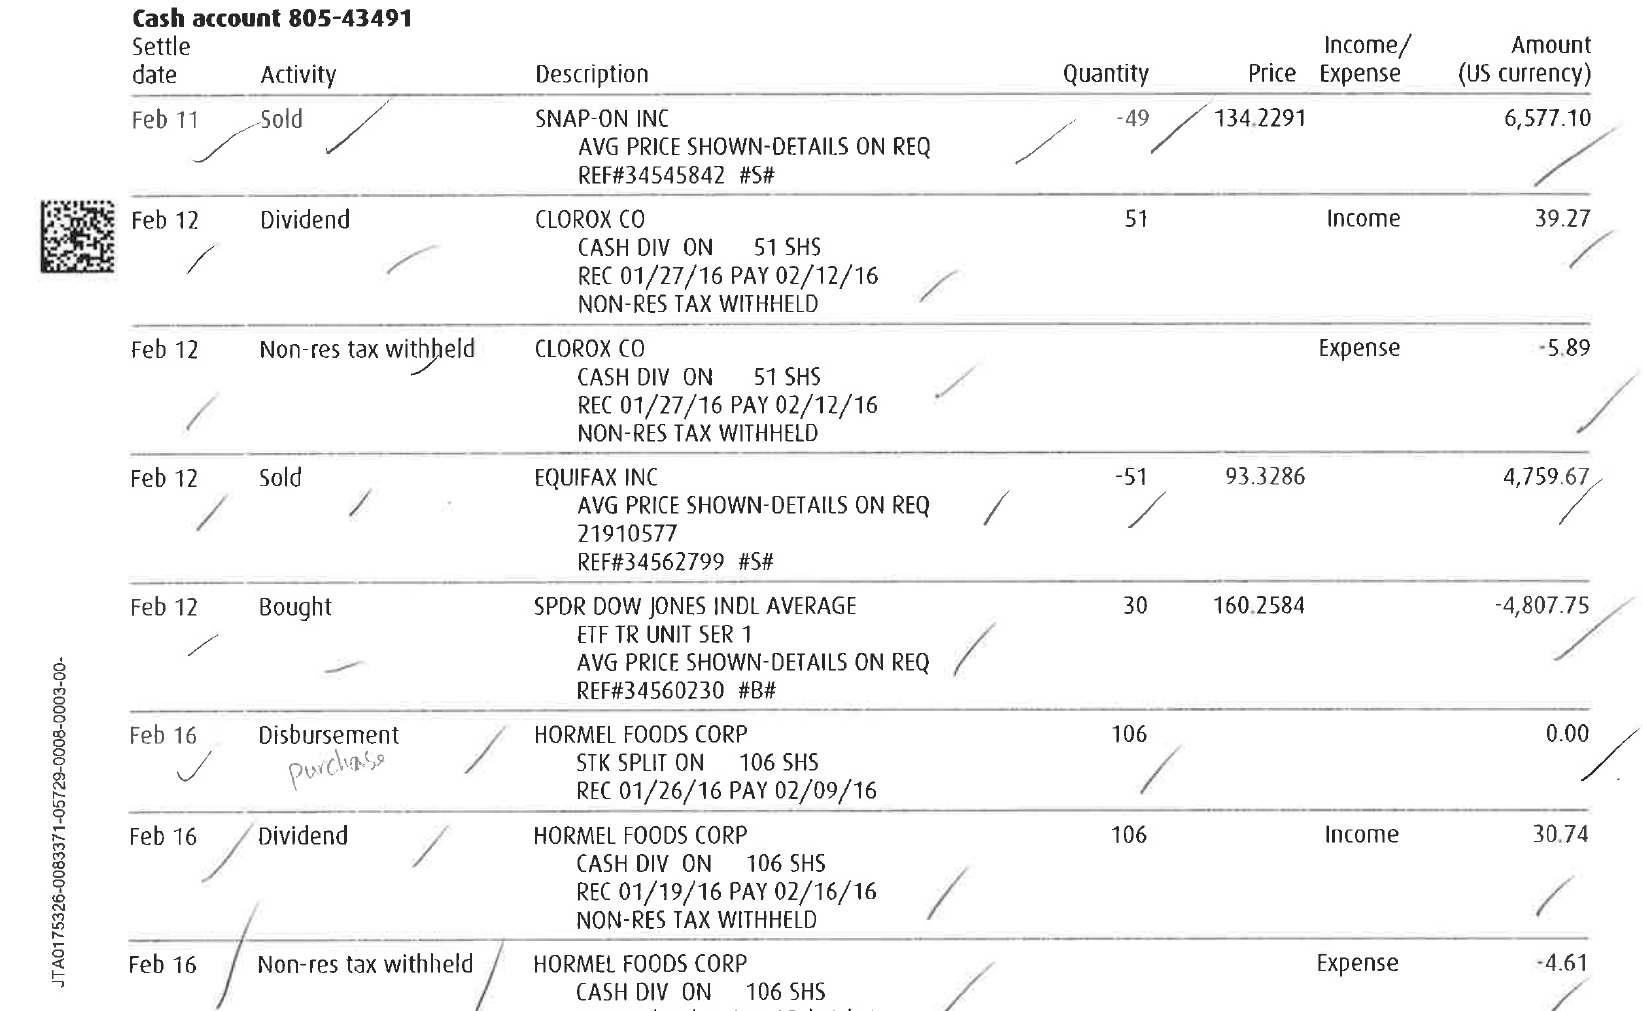 Cash account 805-43491
Settle date Activity Description Quantity Price Income/Expense Amount (US currency)
Feb 11 Sold SNAP-ON INC -49 134.2291 6,577.10
AVG PRICE SHOWN-DETAILS ON REQ
REF#34545842 #S#
Feb 12 Dividend CLOROX CO 51 Income 39.27
CASH DIV ON 51 SHS
REC 01/27/16 PAY 02/12/16
NON-RES TAX WITHHELD
Feb 12 Non-res tax withheld CLOROX CO Expense -5.89
CASH DIV ON 51 SHS
REC 01/27/16 PAY 02/12/16
NON-RES TAX WITHHELD
Feb 12 Sold EQUIFAX INC -51 93.3286 4,759.67
AVG PRICE SHOWN-DETAILS ON REQ
21910577
REF#34562799 #S#
Feb 12 Bought SPDR DOW JONES INDL AVERAGE 30 160.2584 -4,807.75
ETF TR UNIT SER 1
AVG PRICE SHOWN-DETAILS ON REQ
REF#34560230 #B#
Feb 16 Disbursement HORMEL FOODS CORP 106 0.00
purchase STK SPLIT ON 106 SHS
REC 01/26/16 PAY 02/09/16
Feb 16 Dividend HORMEL FOODS CORP 106 Income 30.74
CASH DIV ON 106 SHS
REC 01/19/16 PAY 02/16/16
NON-RES TAX WITHHELD
Feb 16 Non-res tax withheld HORMEL FOODS CORP Expense -4.61
CASH DIV ON 106 SHS
JTA0175326-0083371-05729-0008-0003-00-